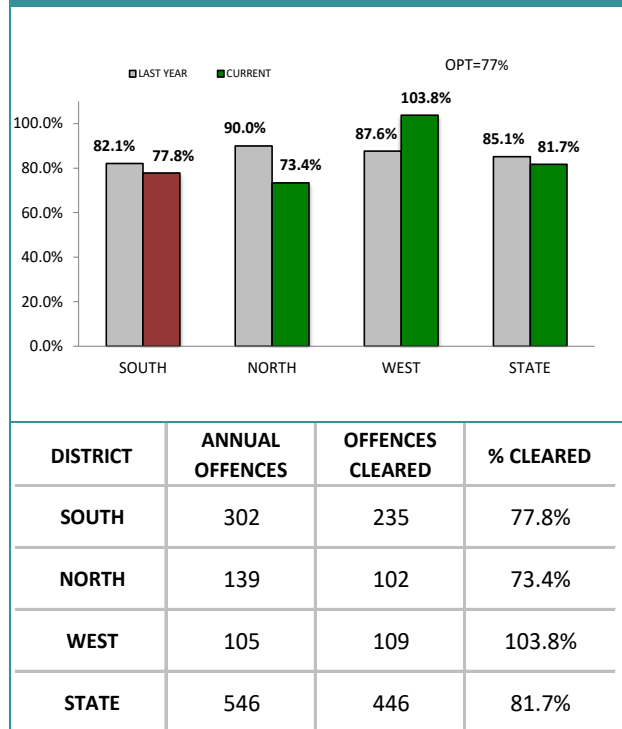 OPT=77%
LAST YEAR CURRENT
103.8%
100.0%
82.1% 77.8% 90.0% 73.4% 87.6% 85.1% 81.7%
80.0%
60.0%
40.0%
20.0%
0.0%
SOUTH NORTH WEST STATE
DISTRICT ANNUAL OFFENCES OFFENCES CLEARED % CLEARED
SOUTH 302 235 77.8%
NORTH 139 102 73.4%
WEST 105 109 103.8%
STATE 546 446 81.7%